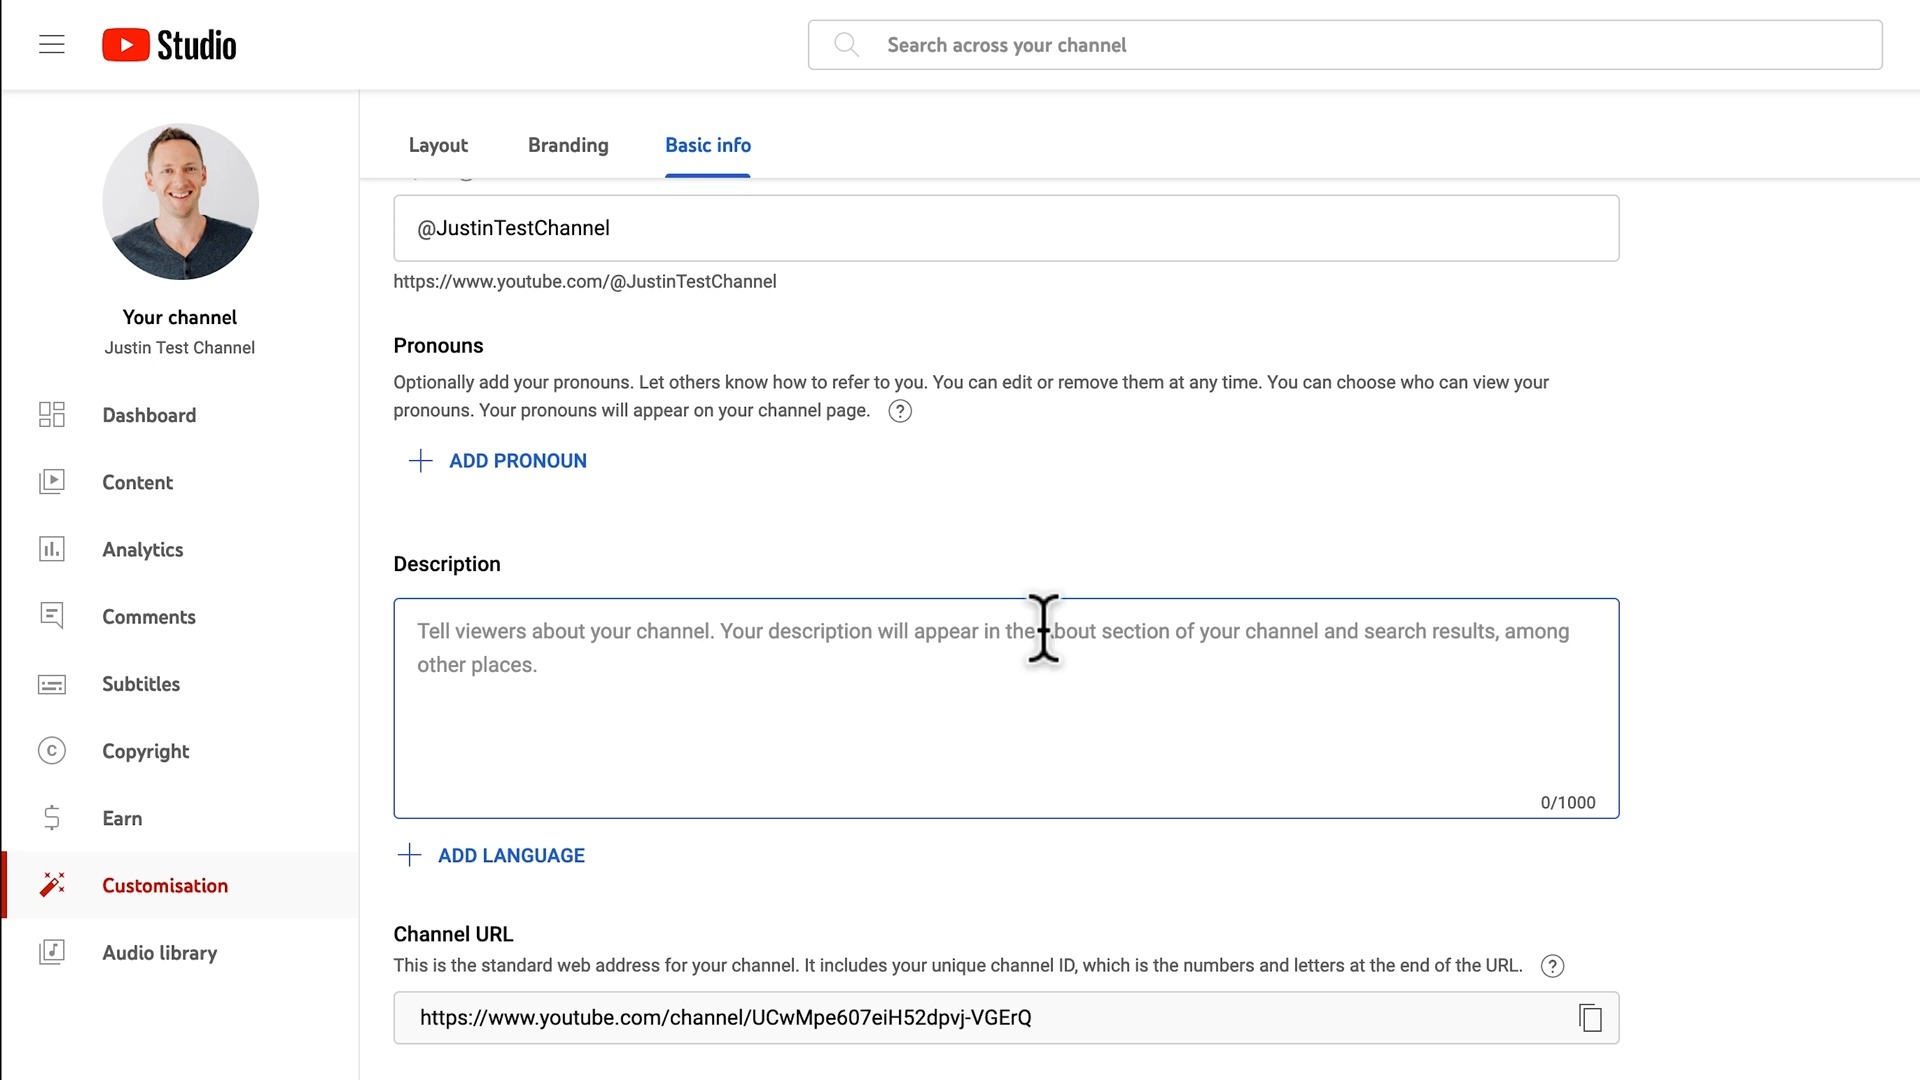 Studio
Search across your channel
Layout
Branding
Basic info
@JustinTestChannel
https://www.youtube.com/@JustinTestChannel
Your channel
Justin Test Channel
Pronouns
Optionally add your pronouns. Let others know how to refer to you. You can edit or remove them at any time. You can choose who can view your
pronouns. Your pronouns will appear on your channel page. ?
ADD PRONOUN
Dashboard
Content
Analytics
Comments
Subtitles
Copyright
Earn
Customisation
Audio library
Description
Tell viewers about your channel. Your description will appear in the bout section of your channel and search results, among
other places.
0/1000
ADD LANGUAGE
Channel URL
This is the standard web address for your channel. It includes your unique channel ID, which is the numbers and letters at the end of the URL. ?
https://www.youtube.com/channel/UCwMpe607eiH52dpvj-VGErQ